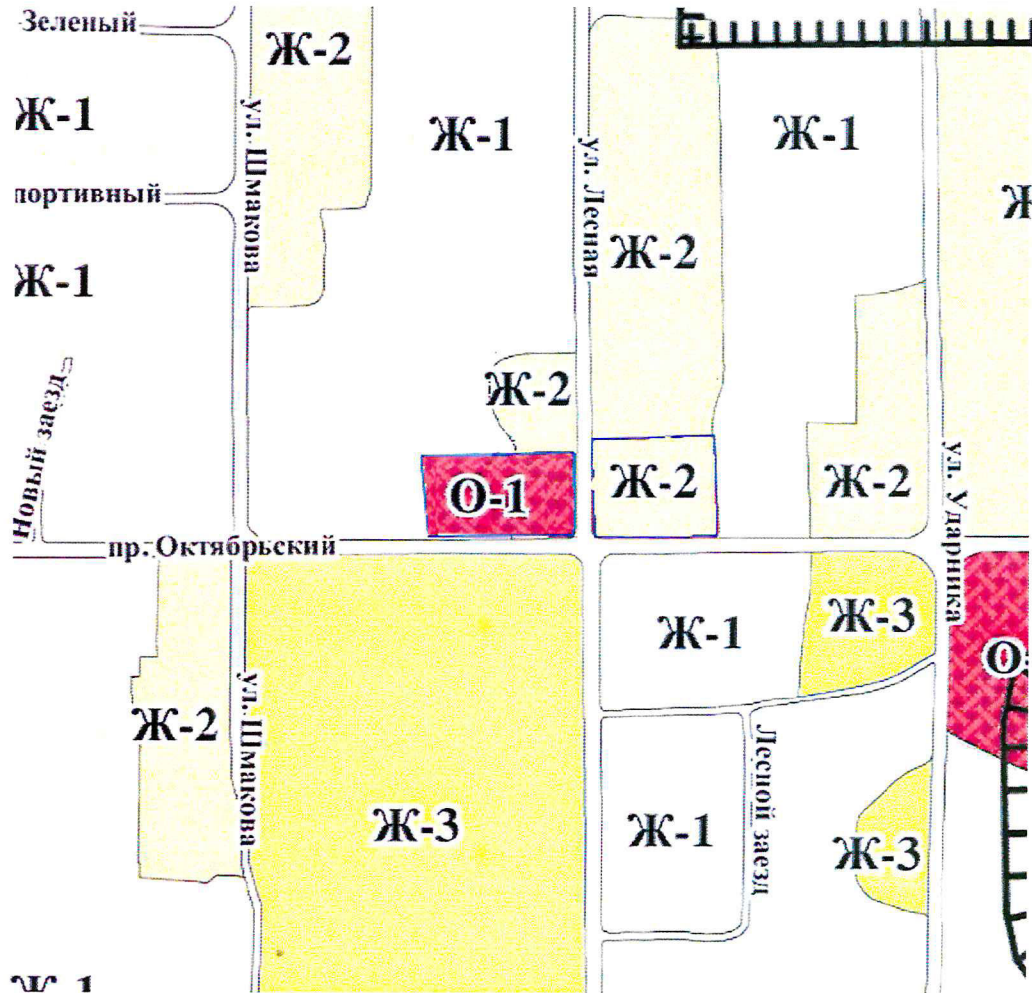 Зеленый
Ж-2
Ж-1
ул. Шмакова
Ж-1
ул. Лесная
Ж-1
портивный
Ж
Ж-2
Ж-1
Новый заезд
Ж-2
О-1
Ж-2
Ж-2
ул. Ударника
пр. Октябрьский
Ж-1
Ж-3
О-
Ж-2
ул. Шмакова
Ж-3
Лесной заезд
Ж-1
Ж-3
Ж-1